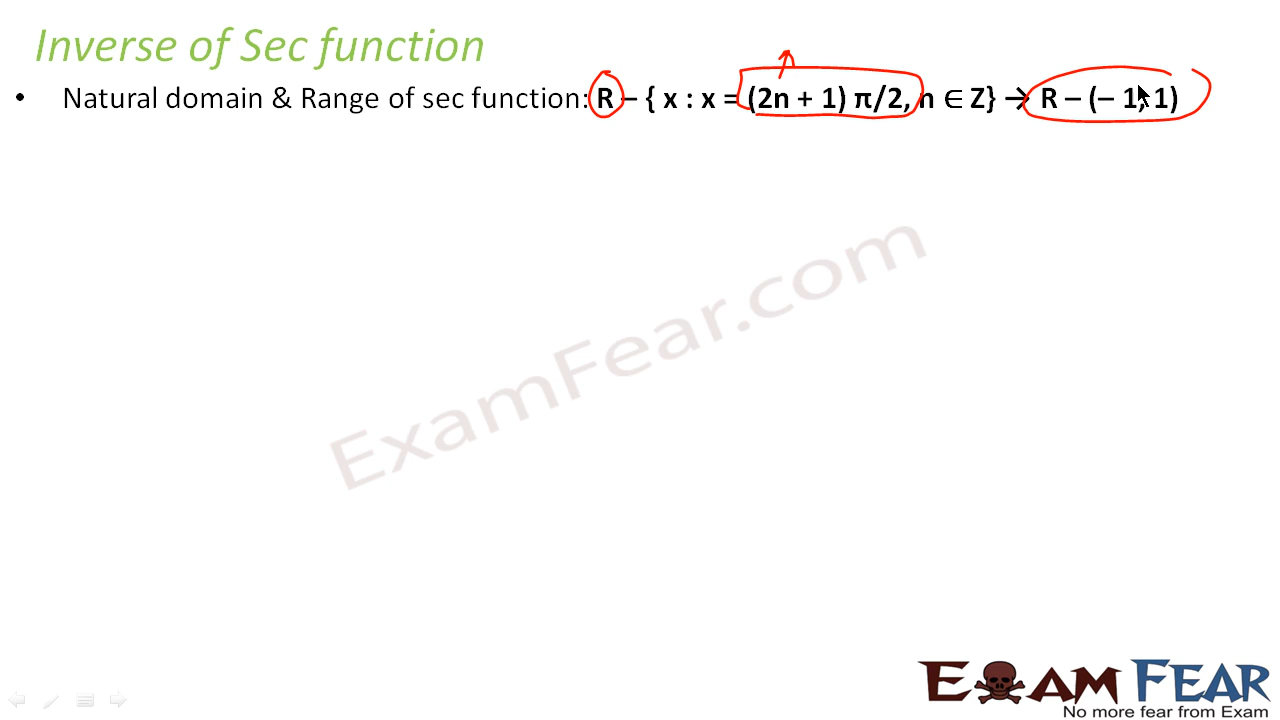 Inverse of Sec function
• Natural domain & Range of sec function: R – { x : x = (2n + 1) π/2, n ∈ Z} → R – (– 1, 1)
ExamFear.com
EXAM FEAR
No more fear from Exam